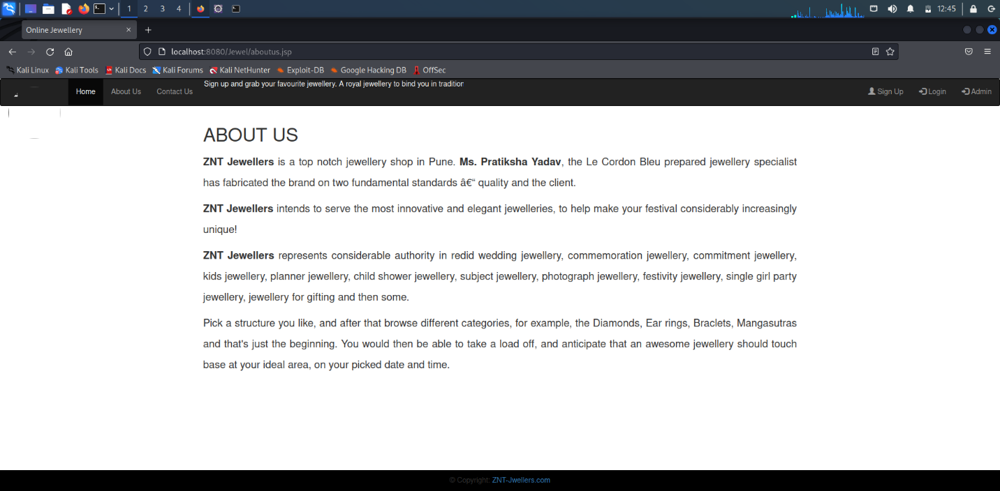 1 2 3 4 12:45
Online Jewellery
localhost:8080/Jewel/aboutus.jsp
Kali Linux Kali Tools Kali Docs Kali Forums Kali NetHunter Exploit-DB Google Hacking DB OffSec
Home About Us Contact Us Sign up and grab your favourite jewellery. A royal jewellery to bind you in tradition Sign Up Login Admin
ABOUT US
ZNT Jewellers is a top notch jewellery shop in Pune. Ms. Pratiksha Yadav, the Le Cordon Bleu prepared jewellery specialist
has fabricated the brand on two fundamental standards â€“ quality and the client.
ZNT Jewellers intends to serve the most innovative and elegant jewelleries, to help make your festival considerably increasingly
unique!
ZNT Jewellers represents considerable authority in redid wedding jewellery, commemoration jewellery, commitment jewellery,
kids jewellery, planner jewellery, child shower jewellery, subject jewellery, photograph jewellery, festivity jewellery, single girl party
jewellery, jewellery for gifting and then some.
Pick a structure you like, and after that browse different categories, for example, the Diamonds, Ear rings, Braclets, Mangasutras
and that's just the beginning. You would then be able to take a load off, and anticipate that an awesome jewellery should touch
base at your ideal area, on your picked date and time.
© Copyright: ZNT-Jwellers.com